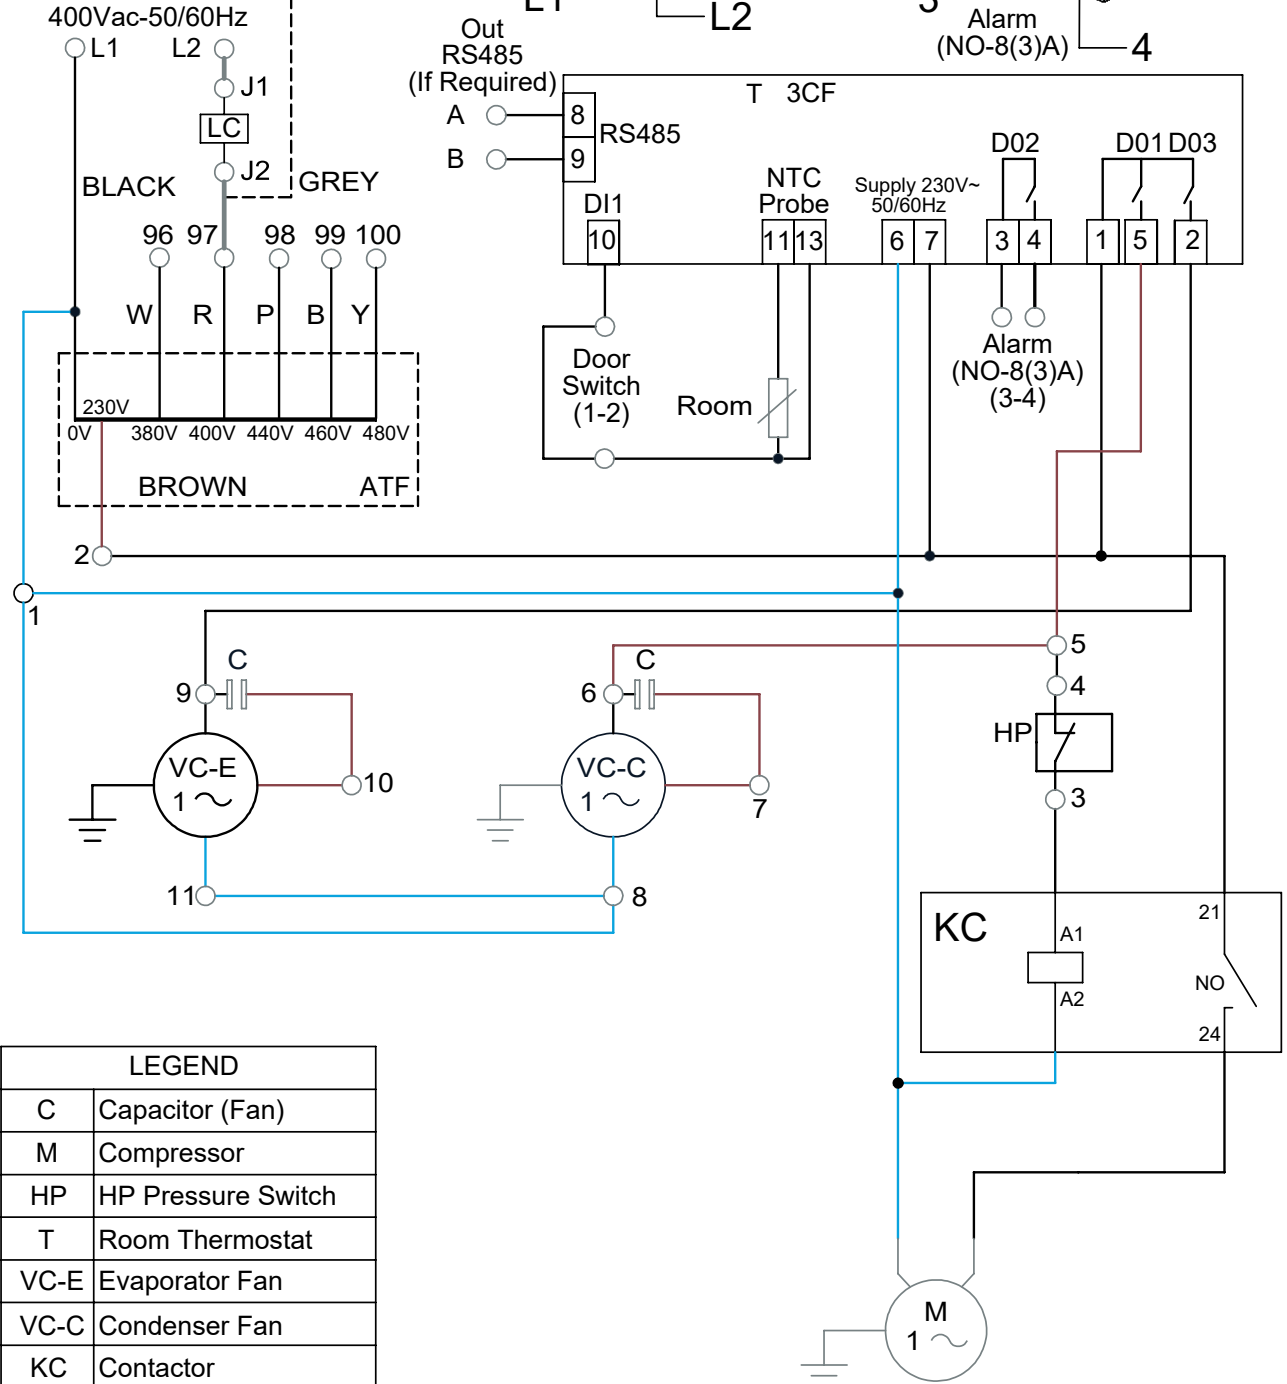 400Vac-50/60Hz
L1
L2
Out
RS485
(If Required)
L2
Alarm
(NO-8(3)A)
4
L1 L2
J1
LC
J2
BLACK
GREY
96 97 98 99 100
W R P B Y
230V
0V 380V 400V 440V 460V 480V
BROWN ATF
A
B
8
9
RS485
T 3CF
DI1
10
NTC
Probe
11 13
Supply 230V~
50/60Hz
6 7
D02
3 4
D01 D03
1 5 2
Door
Switch
(1-2)
Room
Alarm
(NO-8(3)A)
(3-4)
2
1
9
C
VC-E
1
10
11
6
C
VC-C
1
7
8
5
4
HP
3
KC
A1
A2
21
NO
24
M
1
LEGEND
C Capacitor (Fan)
M Compressor
HP HP Pressure Switch
T Room Thermostat
VC-E Evaporator Fan
VC-C Condenser Fan
KC Contactor